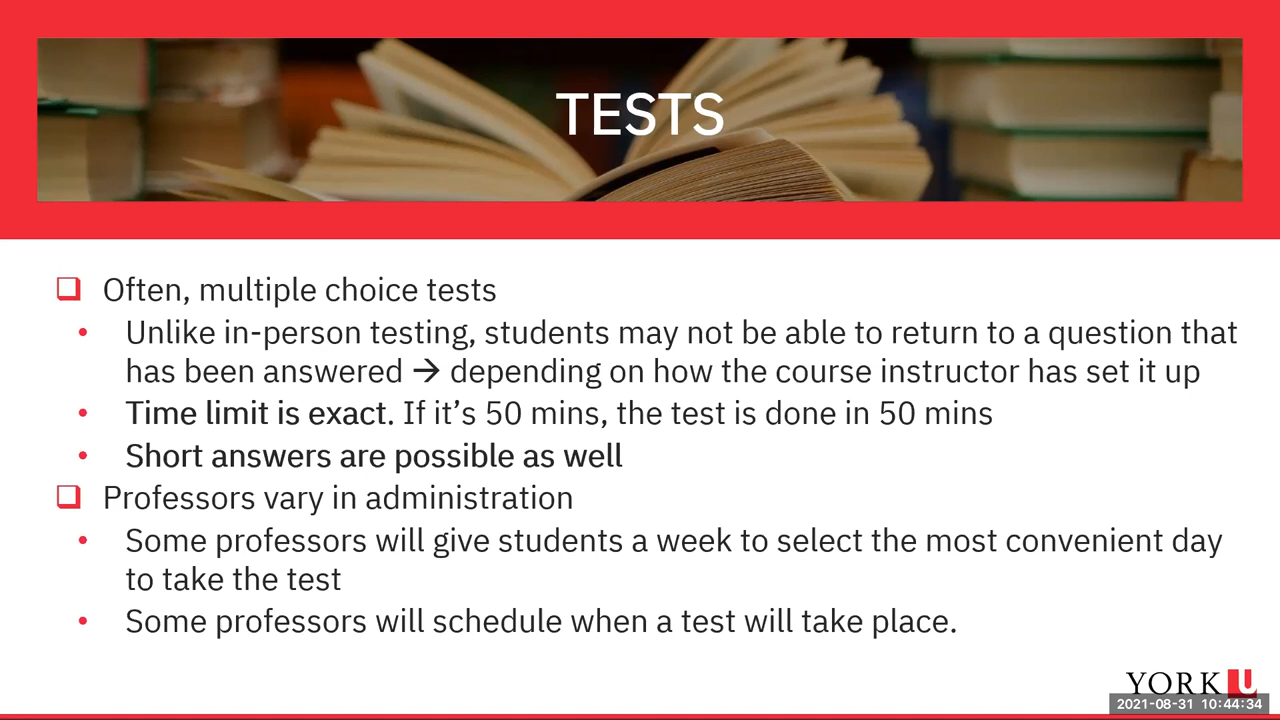 TESTS
❑ Often, multiple choice tests
• Unlike in-person testing, students may not be able to return to a question that
has been answered → depending on how the course instructor has set it up
• Time limit is exact. If it’s 50 mins, the test is done in 50 mins
• Short answers are possible as well
❑ Professors vary in administration
• Some professors will give students a week to select the most convenient day
to take the test
• Some professors will schedule when a test will take place.
YORK U
2021-08-31 10:44:34